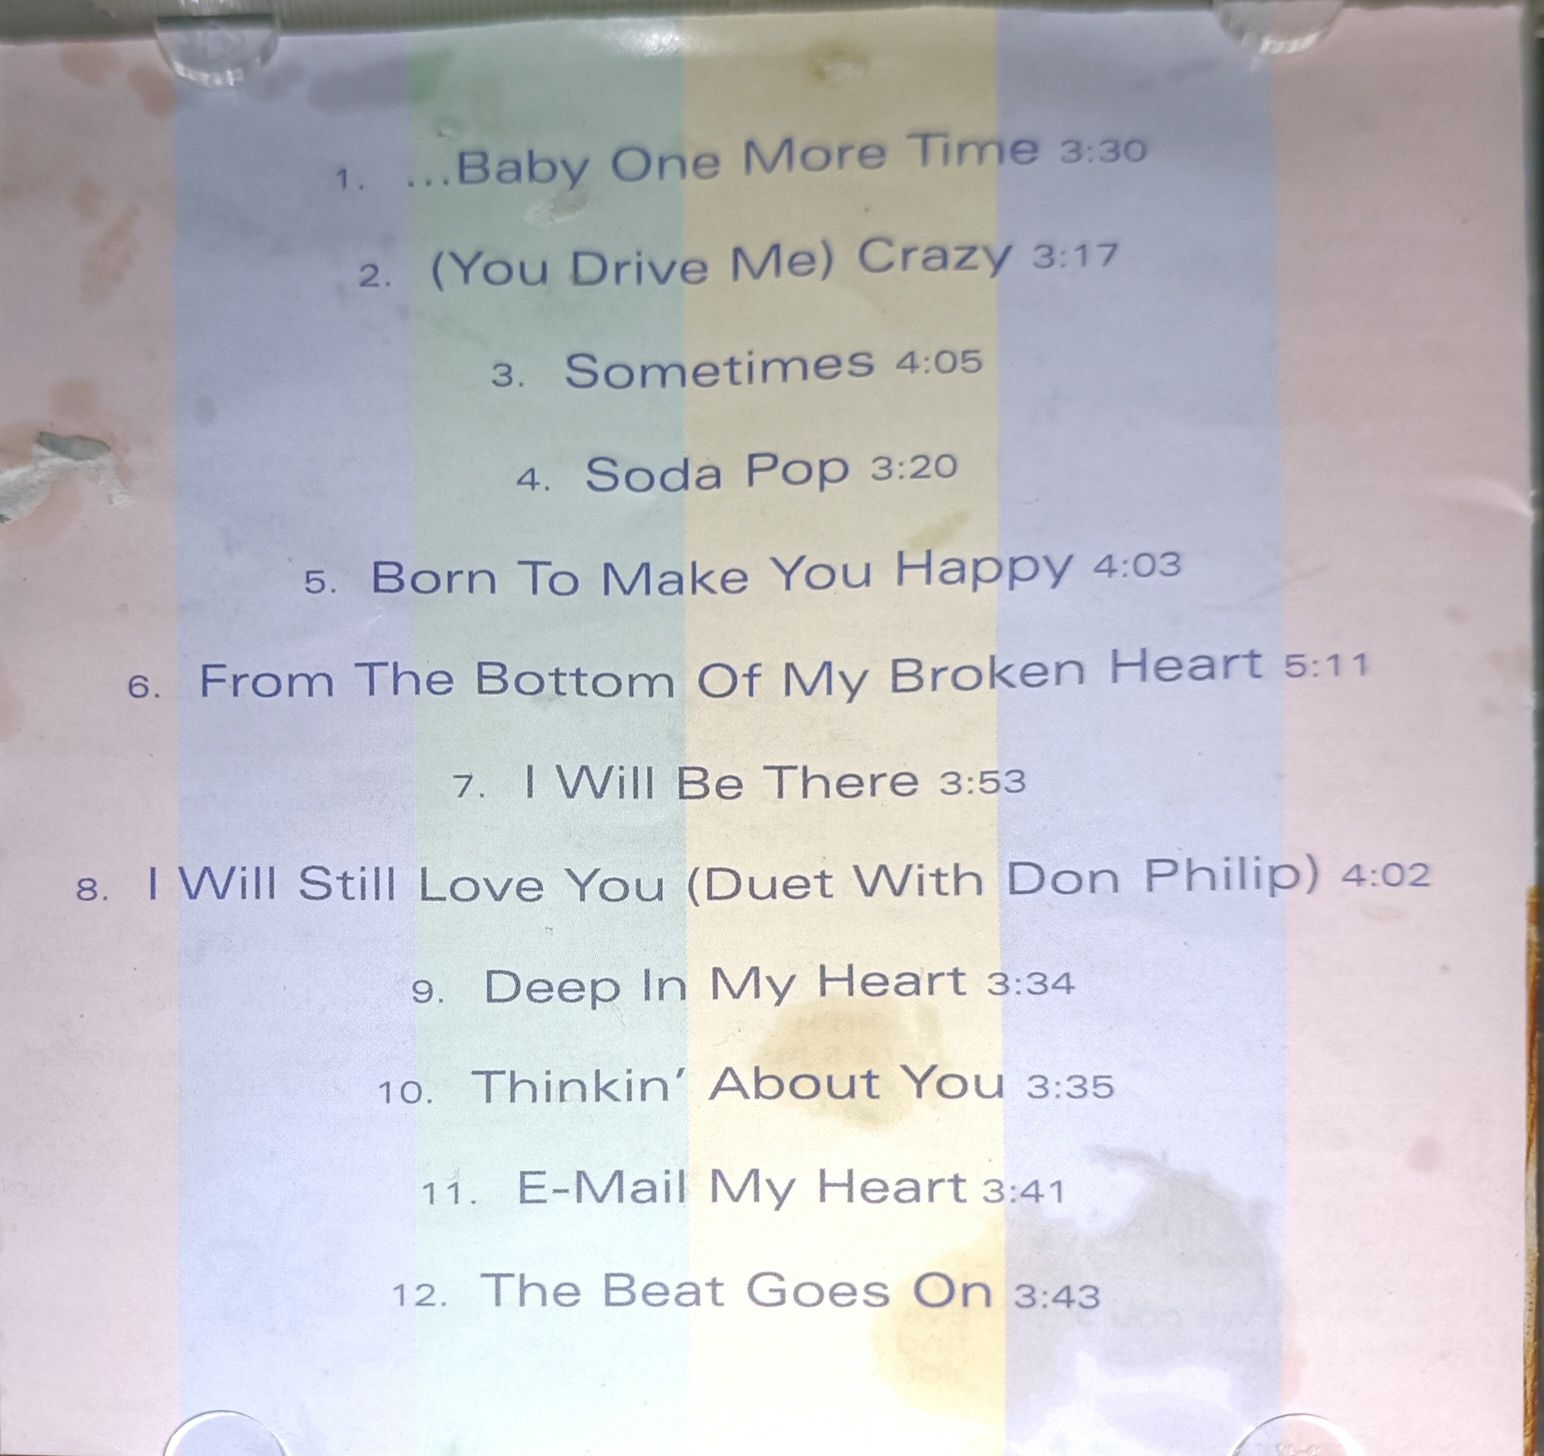 1. ...Baby One More Time 3:30
2. (You Drive Me) Crazy 3:17
3. Sometimes 4:05
4. Soda Pop 3:20
5. Born To Make You Happy 4:03
6. From The Bottom Of My Broken Heart 5:11
7. I Will Be There 3:53
8. I Will Still Love You (Duet With Don Philip) 4:02
9. Deep In My Heart 3:34
10. Thinkin’ About You 3:35
11. E-Mail My Heart 3:41
12. The Beat Goes On 3:43